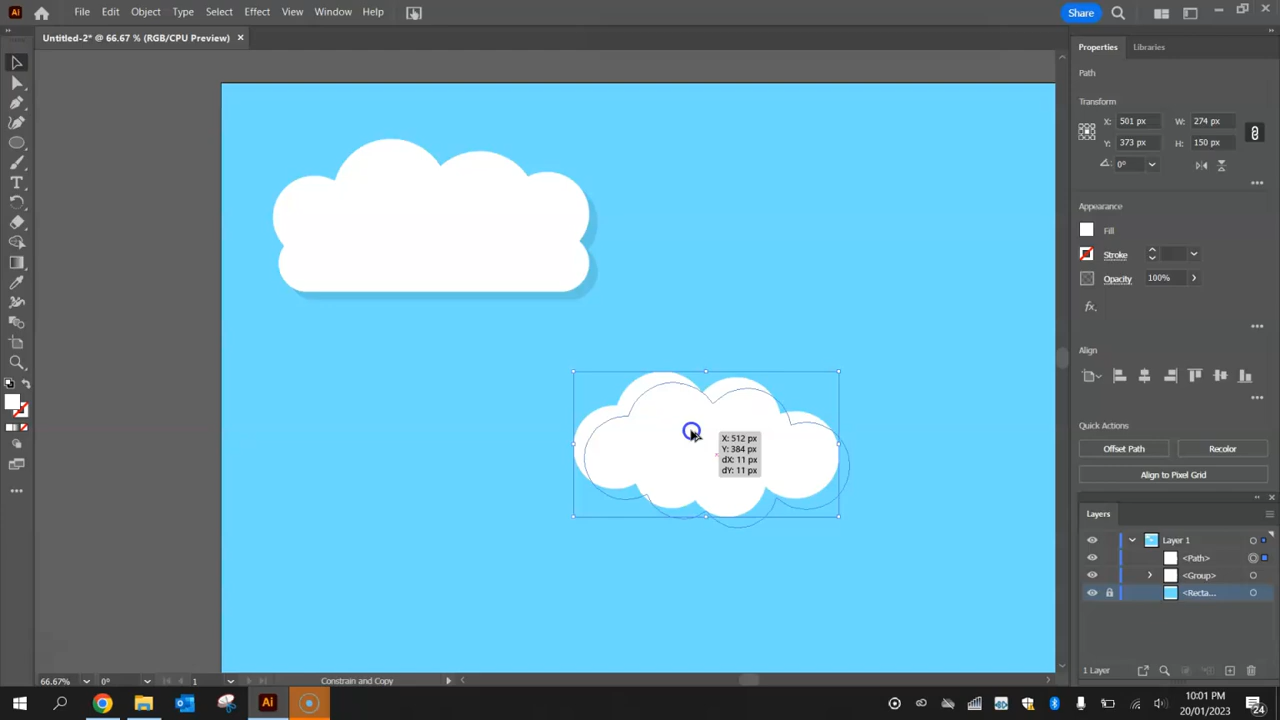 Ai File Edit Object Type Select Effect View Window Help Share
Untitled-2* @ 66.67 % (RGB/CPU Preview) ×
Properties Libraries
Path
Transform
X: 501 px W: 274 px
Y: 373 px H: 150 px
0°
Appearance
Fill
Stroke
Opacity 100%
fx
Align
Quick Actions
Offset Path Recolor
Align to Pixel Grid
Layers
Layer 1
<Path>
<Group>
<Recta...
1 Layer
X: 512 px
Y: 384 px
dX: 11 px
dY: 11 px
66.67% 0° 1 Constrain and Copy
Ai
10:01 PM
20/01/2023
24